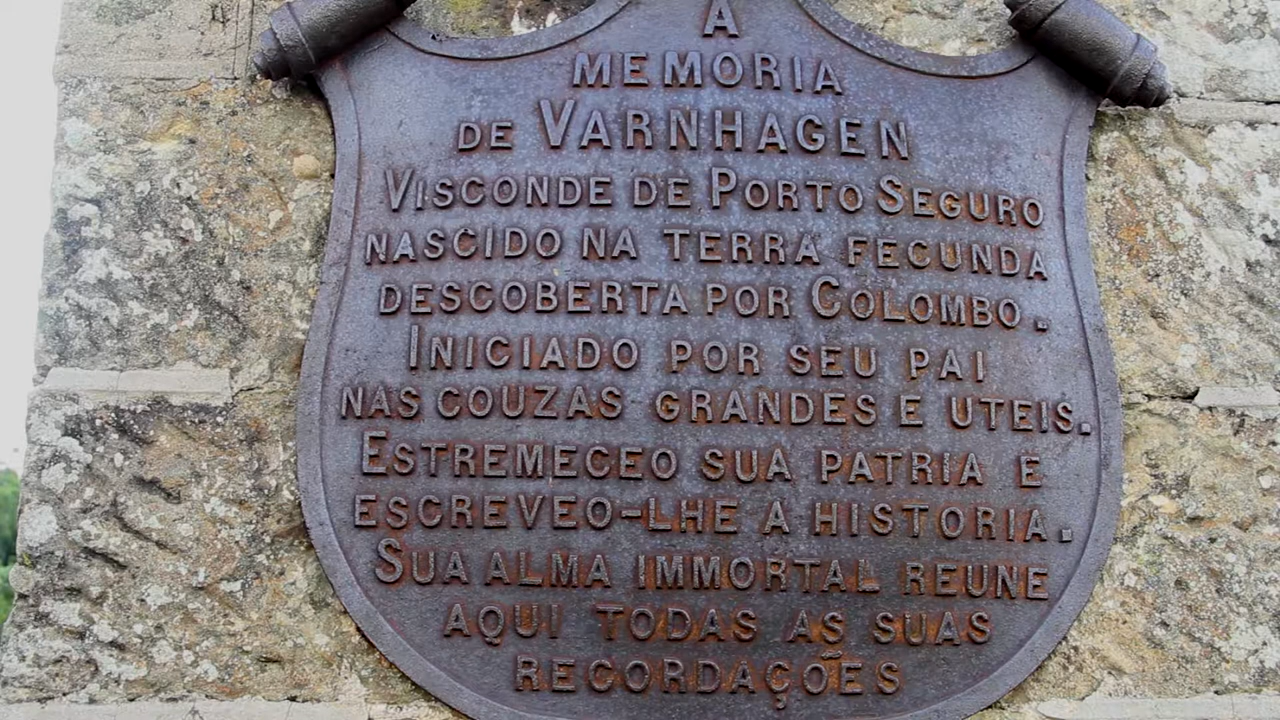 A
MEMORIA
DE VARNHAGEN
VISCONDE DE PORTO SEGURO
NASCIDO NA TERRA FECUNDA
DESCOBERTA POR COLOMBO.
INICIADO POR SEU PAI
NAS COUZAS GRANDES E UTEIS.
ESTREMECEO SUA PATRIA E
ESCREVEO-LHE A HISTORIA.
SUA ALMA IMMORTAL REUNE
AQUI TODAS AS SUAS
RECORDAÇÕES